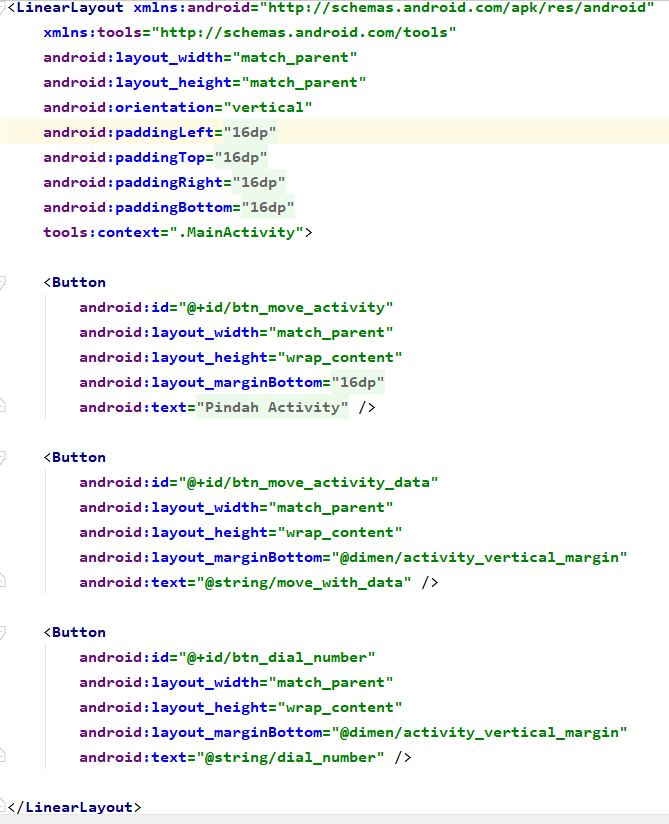 <LinearLayout xmlns:android="http://schemas.android.com/apk/res/android"
xmlns:tools="http://schemas.android.com/tools"
android:layout_width="match_parent"
android:layout_height="match_parent"
android:orientation="vertical"
android:paddingLeft="16dp"
android:paddingTop="16dp"
android:paddingRight="16dp"
android:paddingBottom="16dp"
tools:context=".MainActivity">
<Button
android:id="@+id/btn_move_activity"
android:layout_width="match_parent"
android:layout_height="wrap_content"
android:layout_marginBottom="16dp"
android:text="Pindah Activity" />
<Button
android:id="@+id/btn_move_activity_data"
android:layout_width="match_parent"
android:layout_height="wrap_content"
android:layout_marginBottom="@dimen/activity_vertical_margin"
android:text="@string/move_with_data" />
<Button
android:id="@+id/btn_dial_number"
android:layout_width="match_parent"
android:layout_height="wrap_content"
android:layout_marginBottom="@dimen/activity_vertical_margin"
android:text="@string/dial_number" />
</LinearLayout>